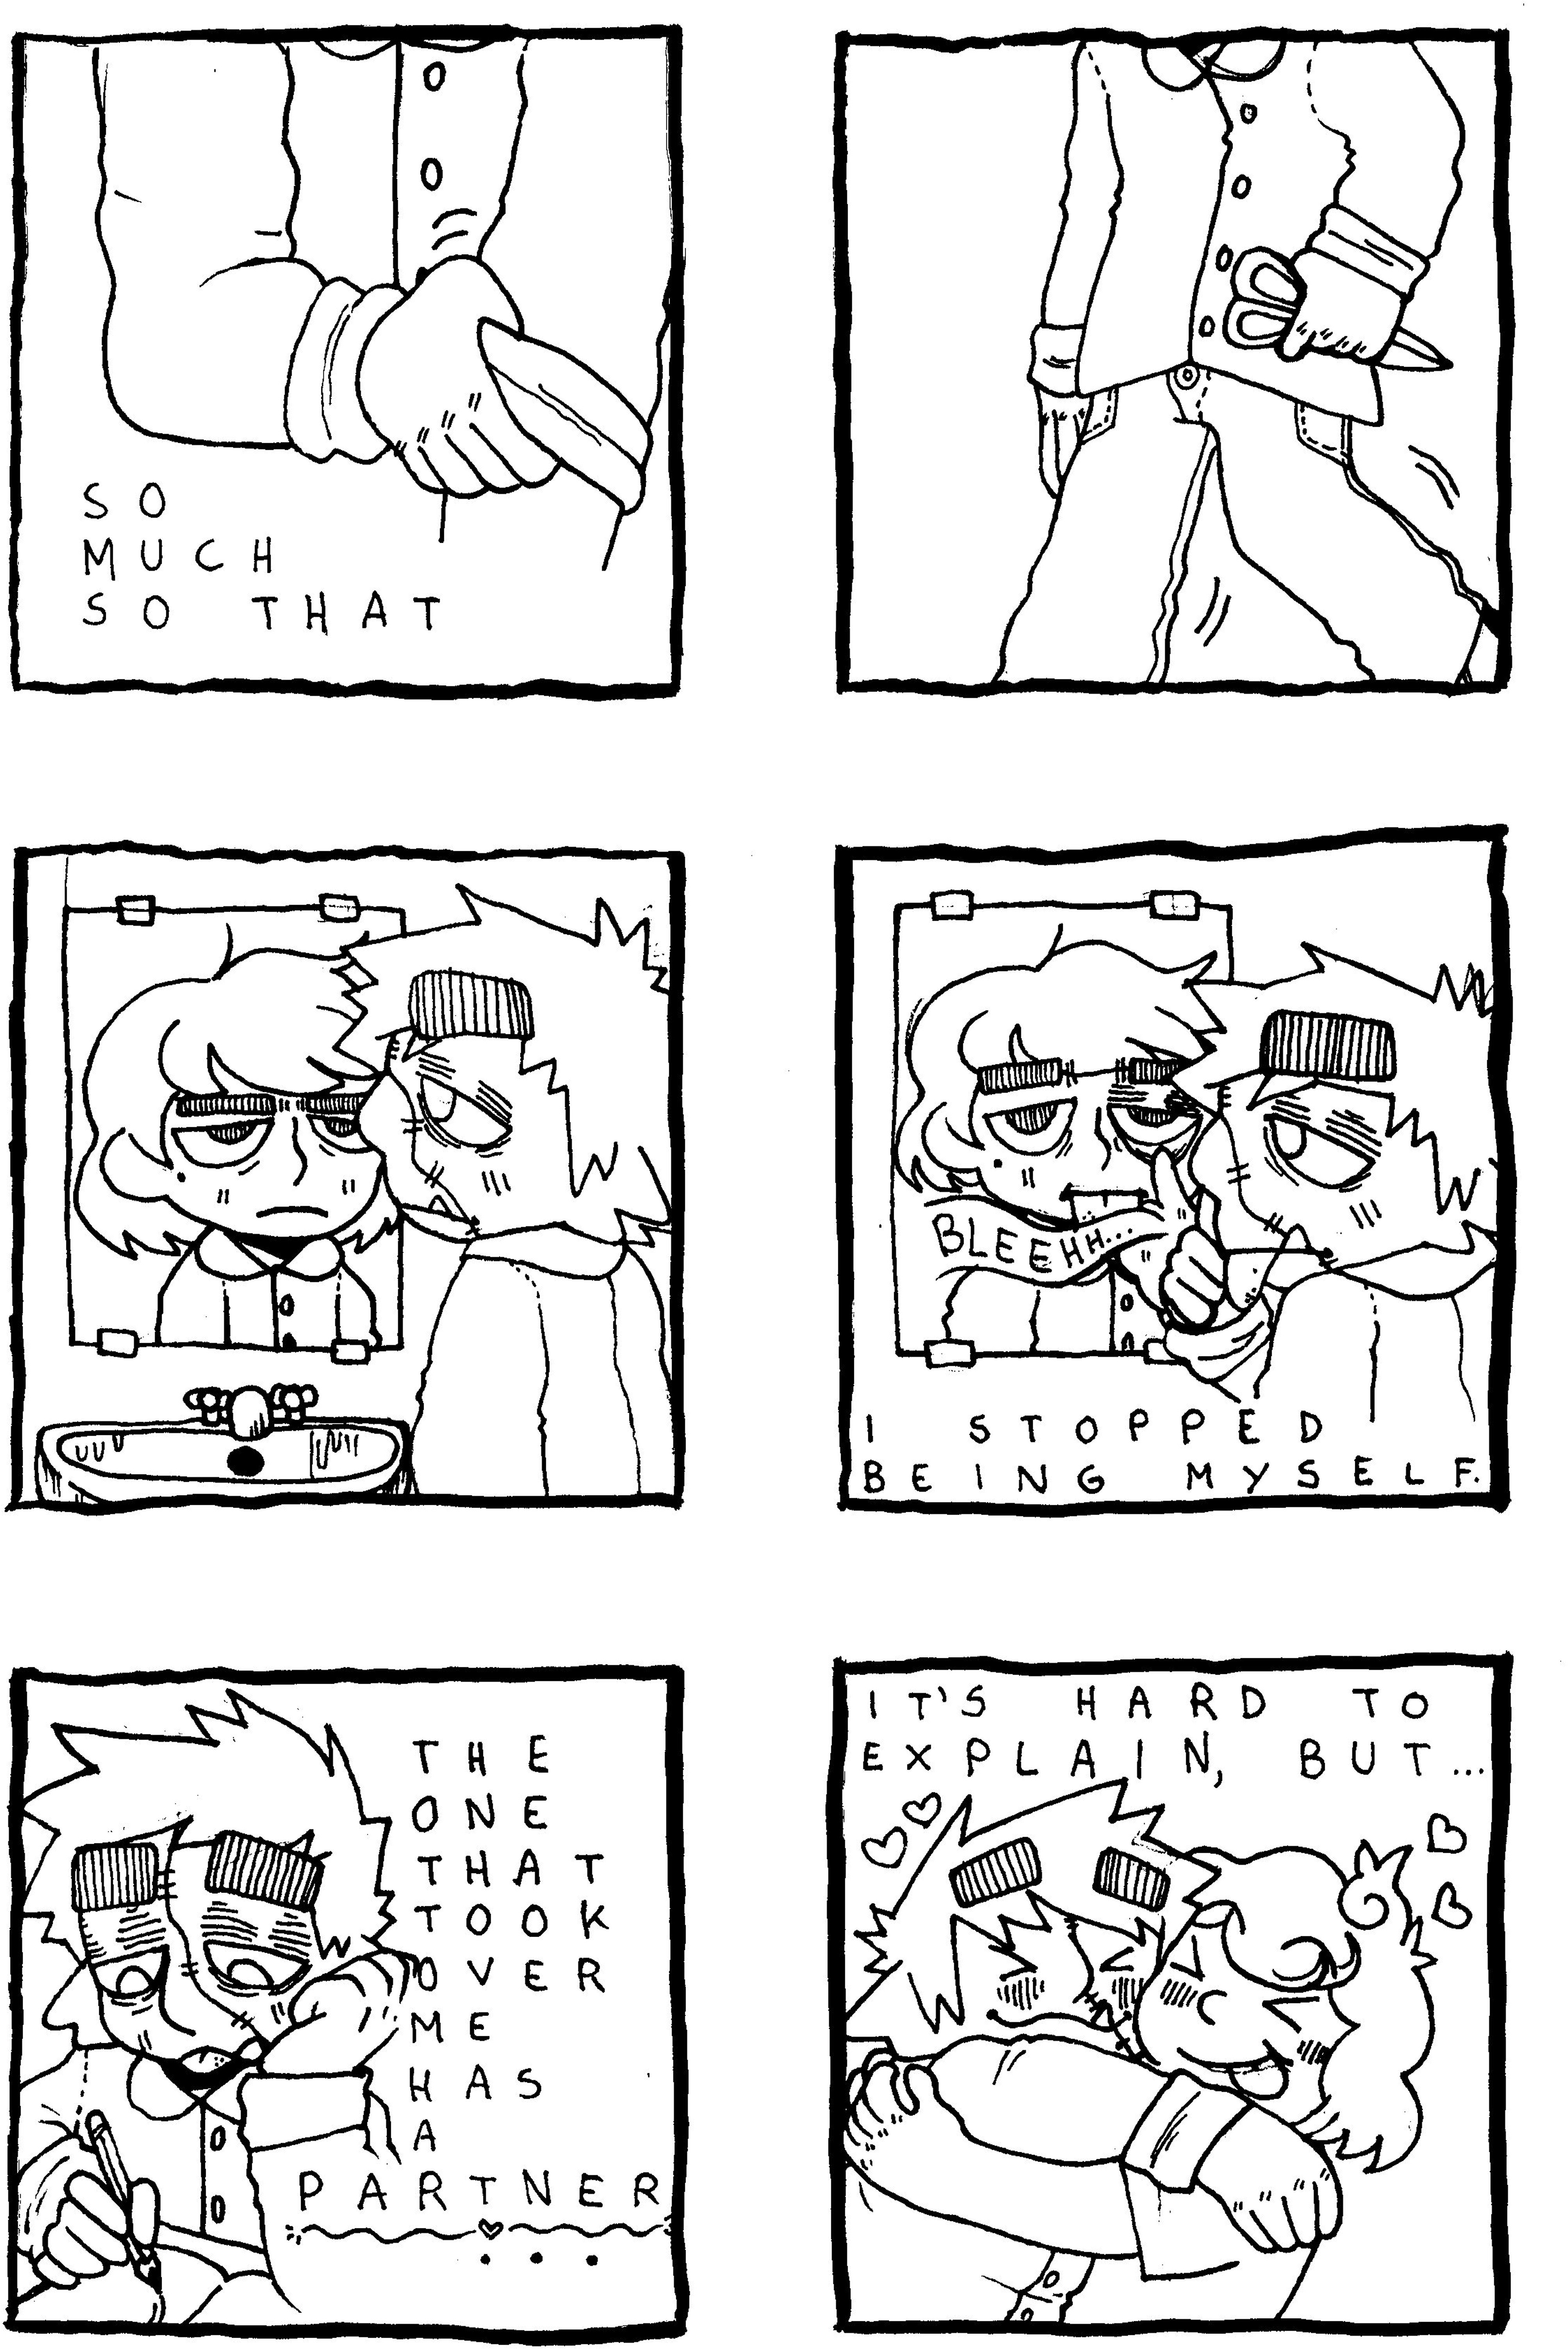 SO
MUCH
SO THAT
BLEEHH...
I STOPPED
BEING MYSELF.
THE
ONE
THAT
TOOK
OVER
ME
HAS
A
PARTNER
...
IT'S HARD TO
EXPLAIN, BUT...